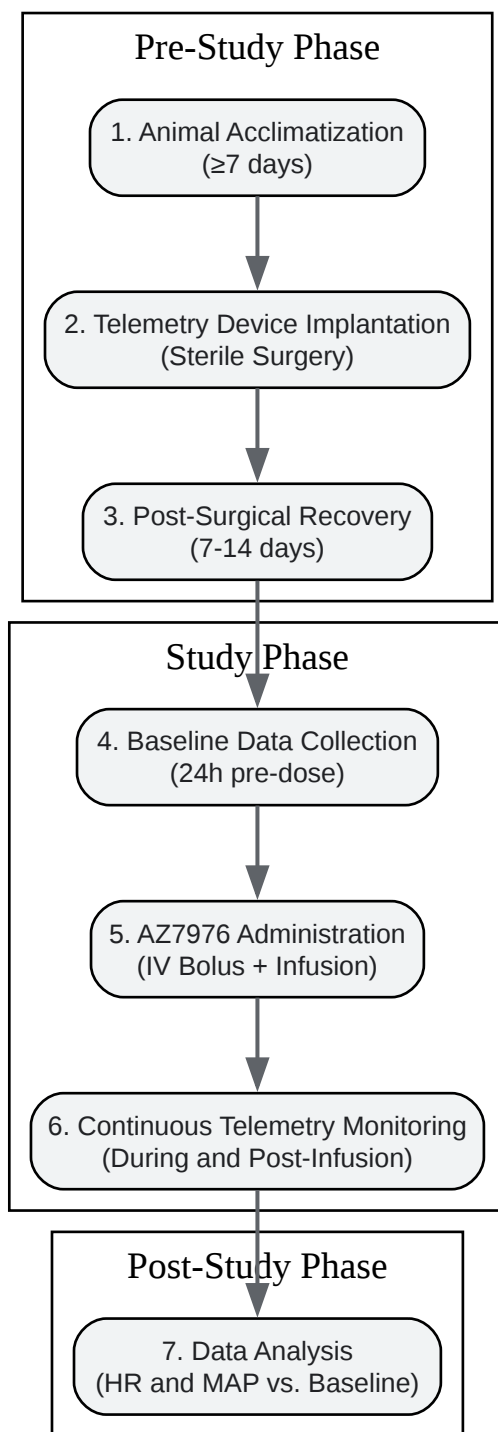 Pre-Study Phase
1. Animal Acclimatization
(≥7 days)
2. Telemetry Device Implantation
(Sterile Surgery)
3. Post-Surgical Recovery
(7-14 days)
Study Phase
4. Baseline Data Collection
(24h pre-dose)
5. AZ7976 Administration
(IV Bolus + Infusion)
6. Continuous Telemetry Monitoring
(During and Post-Infusion)
Post-Study Phase
7. Data Analysis
(HR and MAP vs. Baseline)